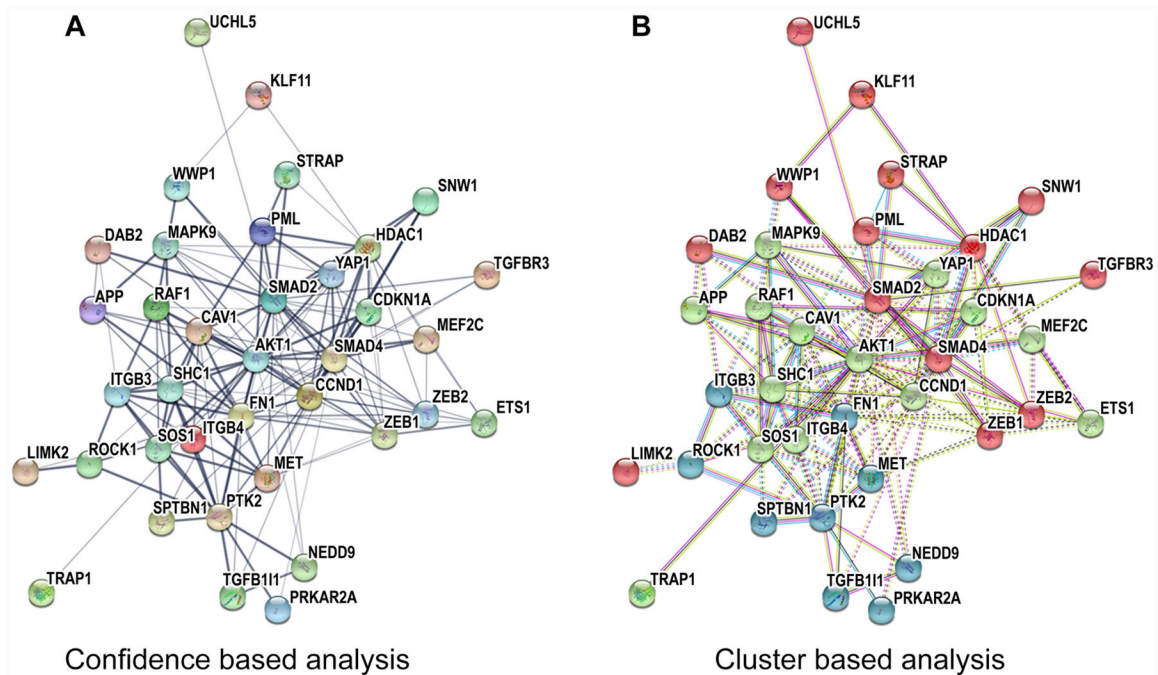 A
UCHL5
KLF11
STRAP
WWP1
SNW1
PML
MAPK9
HDAC1
DAB2
YAP1
TGFBR3
SMAD2
RAF1
APP
CDKN1A
CAV1
MEF2C
AKT1
SMAD4
SHC1
ITGB3
CCND1
ZEB2
FN1
ETS1
ITGB4
ZEB1
SOS1
ROCK1
LIMK2
MET
PTK2
SPTBN1
NEDD9
TRAP1
TGFB1I1
PRKAR2A
Confidence based analysis
B
UCHL5
KLF11
STRAP
WWP1
SNW1
PML
MAPK9
HDAC1
DAB2
YAP1
TGFBR3
SMAD2
RAF1
APP
CDKN1A
CAV1
MEF2C
AKT1
SMAD4
SHC1
ITGB3
CCND1
ZEB2
FN1
ETS1
ITGB4
ZEB1
SOS1
ROCK1
LIMK2
MET
PTK2
SPTBN1
NEDD9
TRAP1
TGFB1I1
PRKAR2A
Cluster based analysis